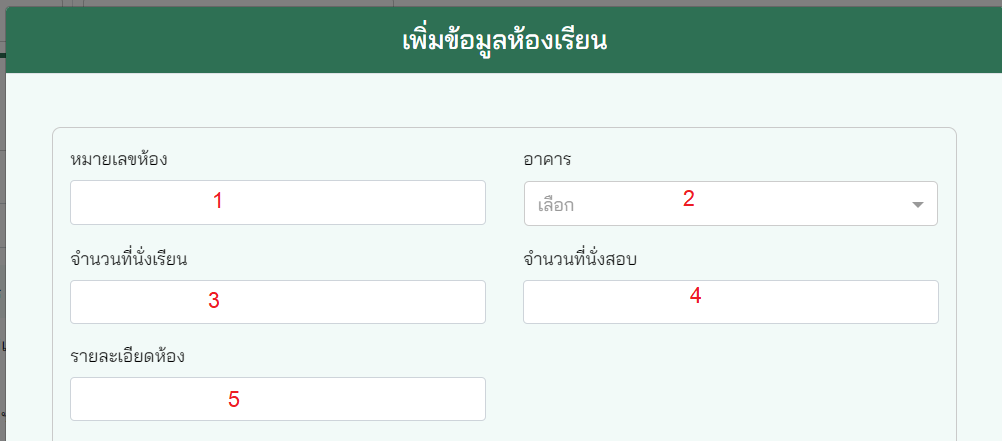 เพิ่มข้อมูลห้องเรียน
หมายเลขห้อง
อาคาร
1
เลือก 2
จำนวนที่นั่งเรียน
จำนวนที่นั่งสอบ
3
4
รายละเอียดห้อง
5